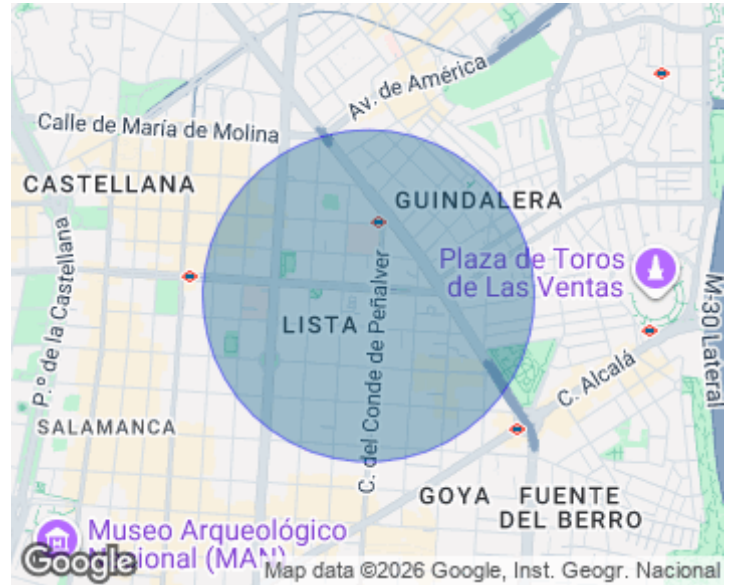 Av. de América
Calle de María de Molina
CASTELLANA
GUINDALERA
P.º de la Castellana
Plaza de Toros
de Las Ventas
M-30 Lateral
LISTA
C. del Conde de Peñalver
C. Alcalá
SALAMANCA
GOYA
FUENTE
DEL BERRO
Museo Arqueológico
Nacional (MAN)
Google
Map data ©2026 Google, Inst. Geogr. Nacional